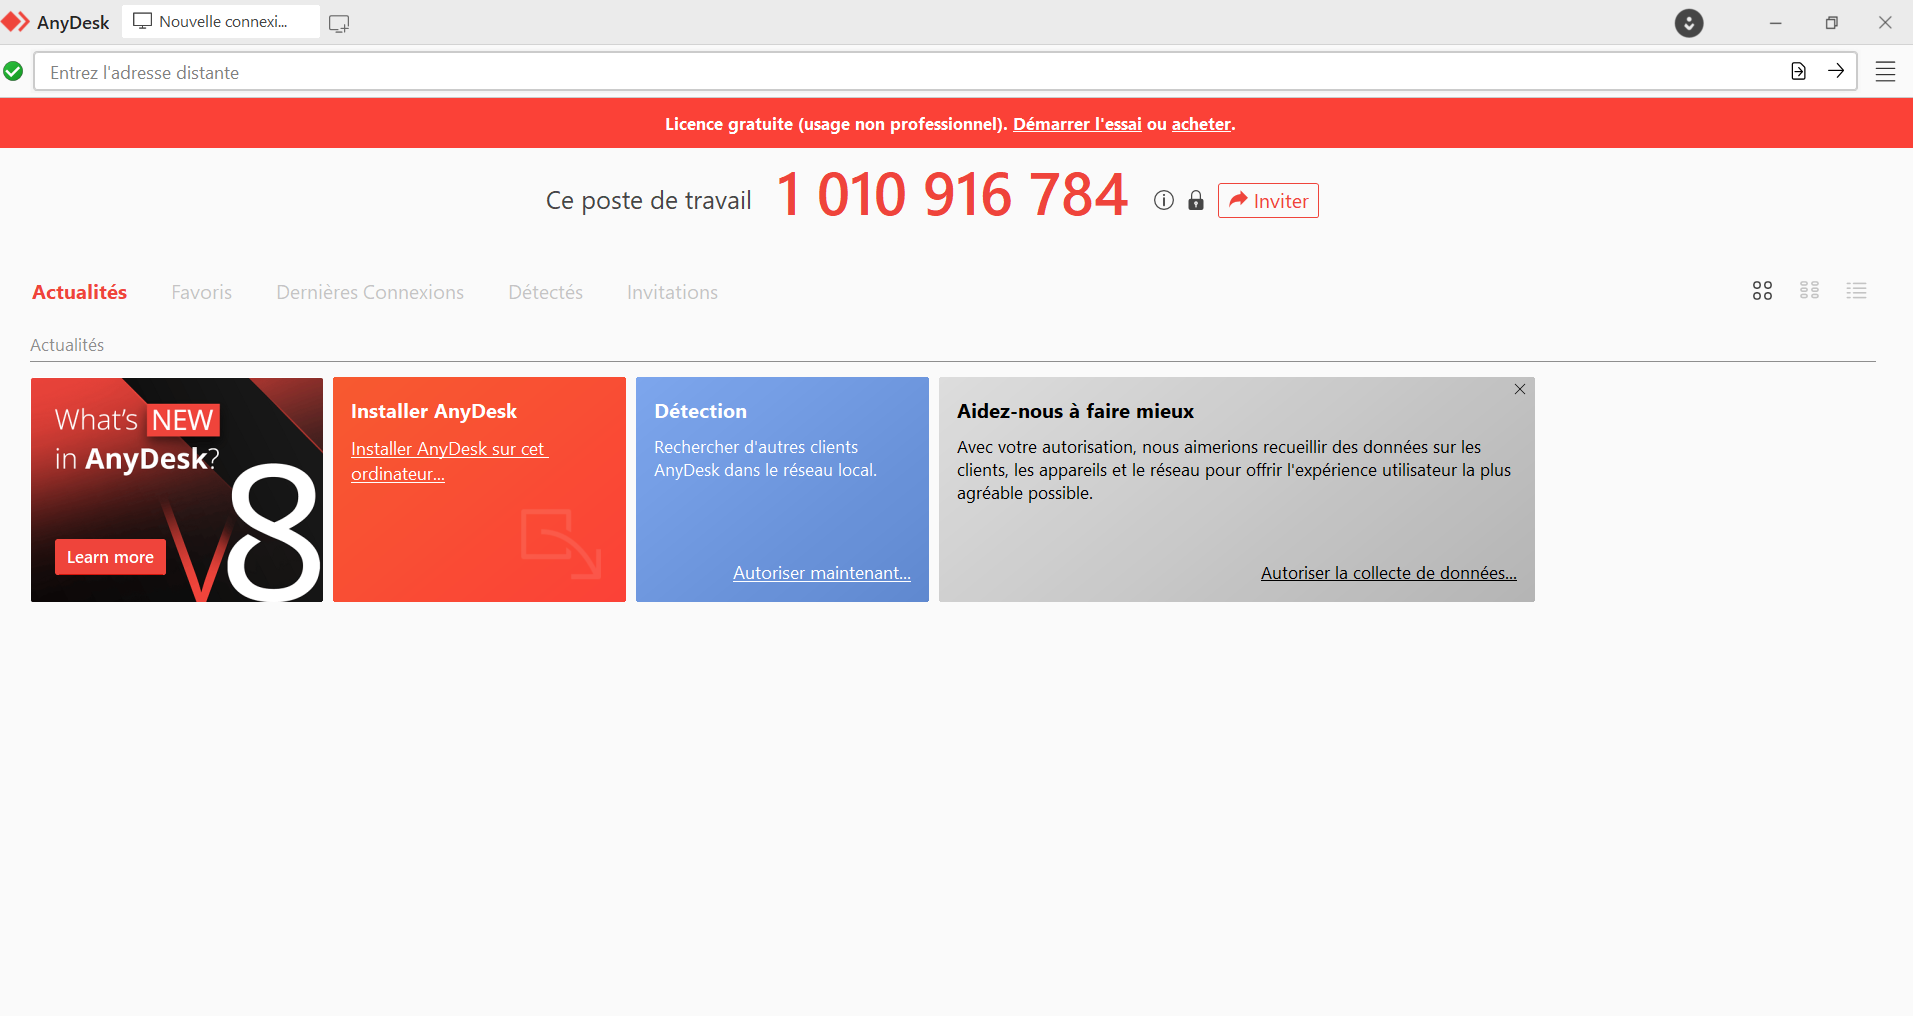 AnyDesk
Nouvelle connexi...
Entrez l'adresse distante
Licence gratuite (usage non professionnel). Démarrer l'essai ou acheter.
Ce poste de travail 1 010 916 784 Inviter
Actualités Favoris Dernières Connexions Détectés Invitations
Actualités
What's NEW
in AnyDesk?
V8
Learn more
Installer AnyDesk
Installer AnyDesk sur cet
ordinateur...
Détection
Rechercher d'autres clients
AnyDesk dans le réseau local.
Autoriser maintenant...
Aidez-nous à faire mieux
Avec votre autorisation, nous aimerions recueillir des données sur les
clients, les appareils et le réseau pour offrir l'expérience utilisateur la plus
agréable possible.
Autoriser la collecte de données...